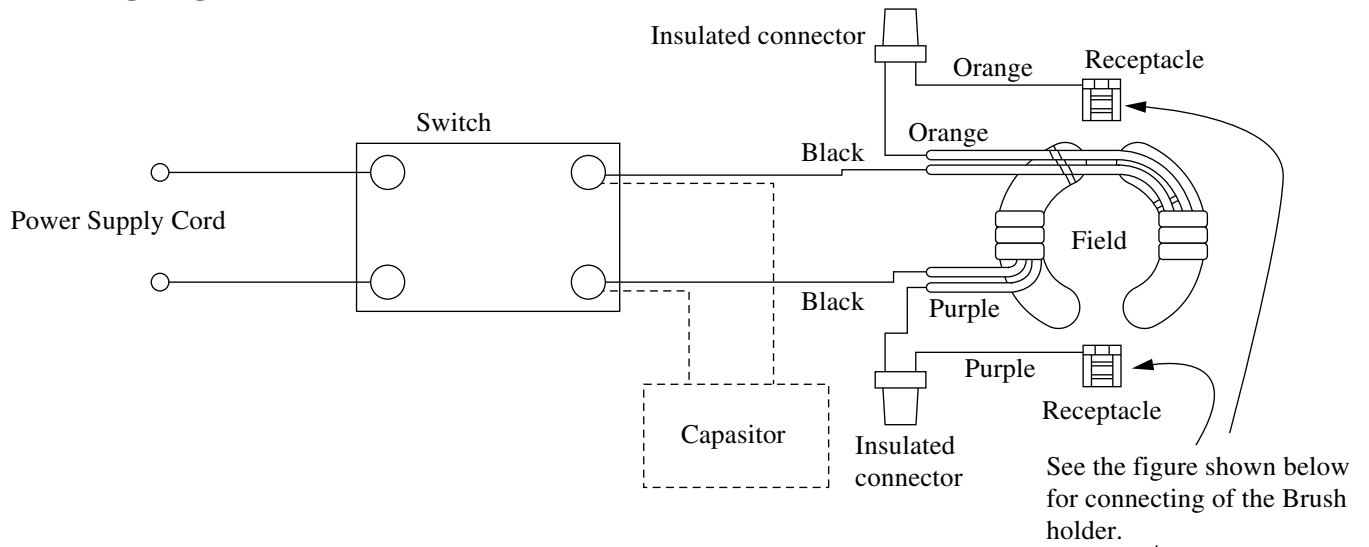 Insulated connector
Orange
Receptacle
Switch
Orange
Black
Power Supply Cord
Field
Black
Purple
Purple
Receptacle
Capasitor
Insulated
connector
See the figure shown below
for connecting of the Brush
holder.